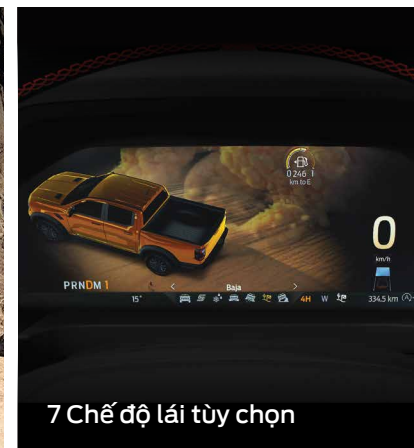 0246
km to E
0
km/h
PRNDM 1
Baja
15°
4H W
334.5 km
7 Chế độ lái tùy chọn